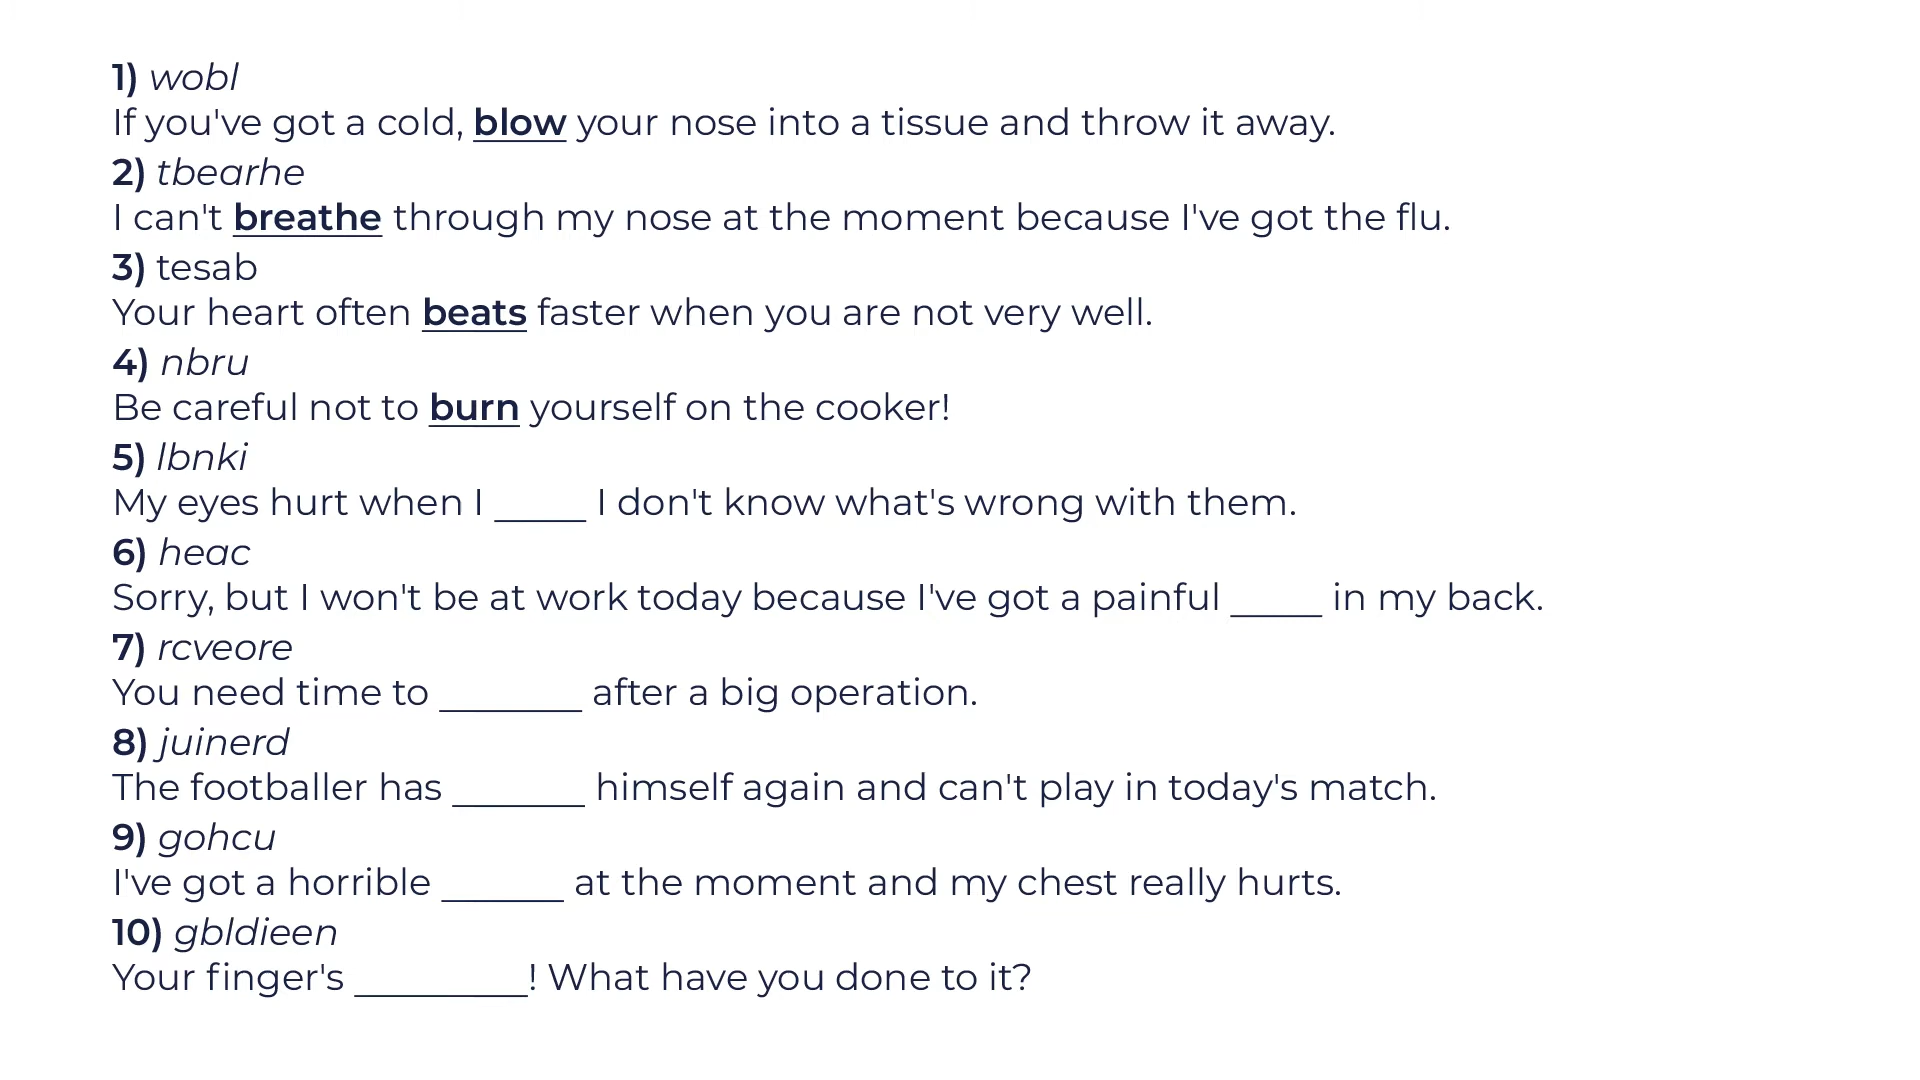 1) wobl
If you've got a cold, blow your nose into a tissue and throw it away.
2) tbearhe
I can't breathe through my nose at the moment because I've got the flu.
3) tesab
Your heart often beats faster when you are not very well.
4) nbru
Be careful not to burn yourself on the cooker!
5) lbnki
My eyes hurt when I _____ I don't know what's wrong with them.
6) heac
Sorry, but I won't be at work today because I've got a painful _____ in my back.
7) rcveore
You need time to _______ after a big operation.
8) juinerd
The footballer has _______ himself again and can't play in today's match.
9) gohcu
I've got a horrible ______ at the moment and my chest really hurts.
10) gbldieen
Your finger's _________! What have you done to it?